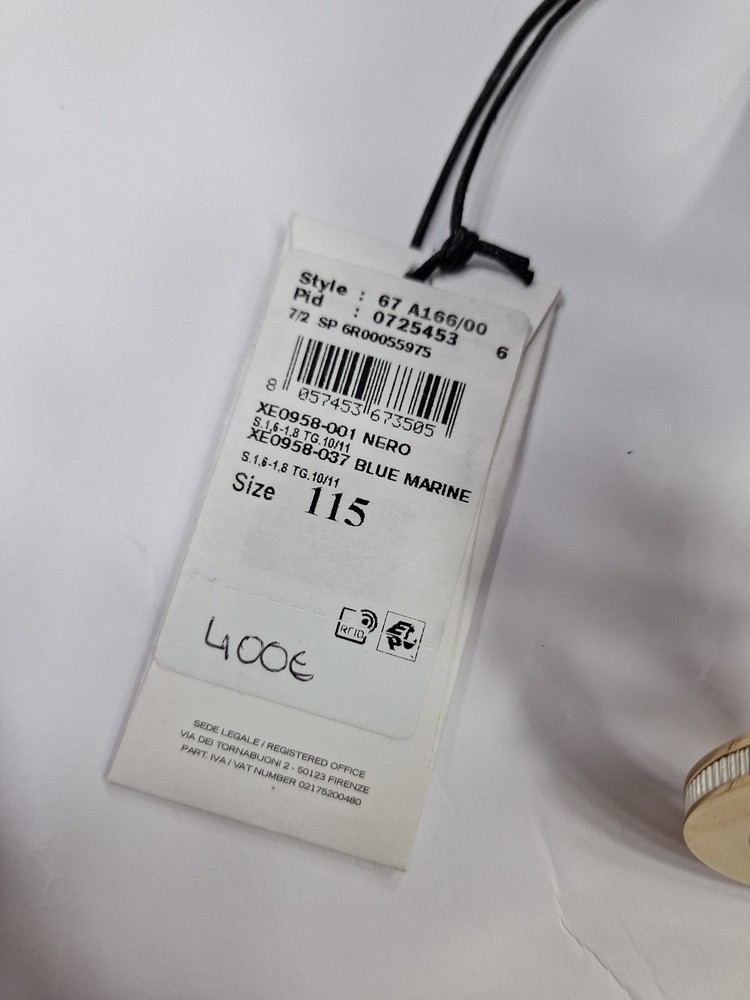 Style : 67 A166/00
Pid : 0725453
7/2 SP 6R00055975 6
8 057453 673505
XE0958-001 NERO
S.1,6-1,8 TG.10/11
XE0958-037 BLUE MARINE
S.1,6-1,8 TG.10/11
Size 115
RFID
400€
SEDE LEGALE / REGISTERED OFFICE
VIA DEI TORNABUONI 2 - 50123 FIRENZE
PART. IVA / VAT NUMBER 02175200480